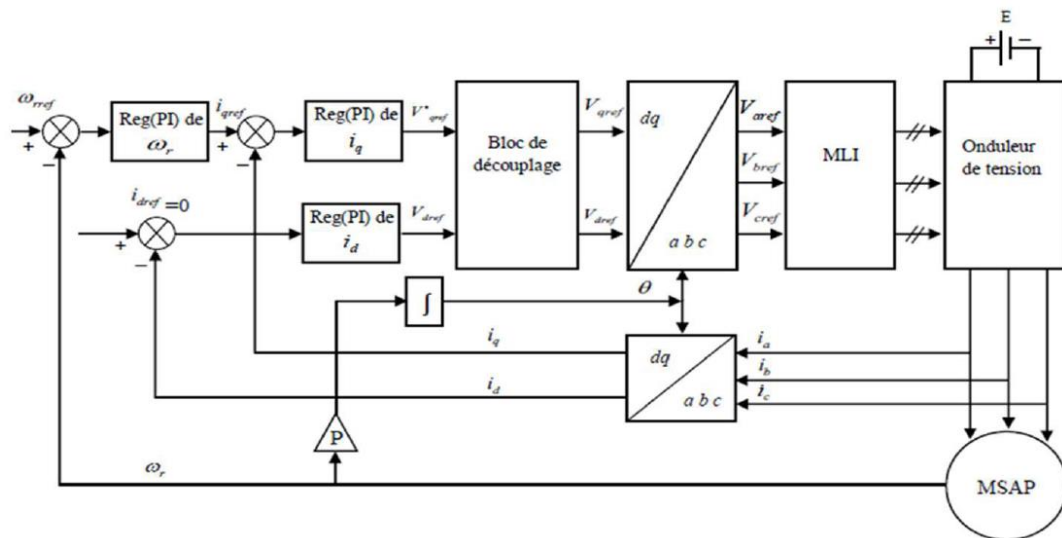 E
+ −
ω_rref
+
−
Reg(PI) de
ω_r
i_qref
+
−
Reg(PI) de
i_q
V*_qref
Bloc de
découplage
V_qref
dq
a b c
V_aref
V_bref
V_cref
MLI
Onduleur
de tension
i_dref =0
+
−
Reg(PI) de
i_d
V_dref
V_dref
∫
θ
i_q
i_d
dq
a b c
i_a
i_b
i_c
P
ω_r
MSAP